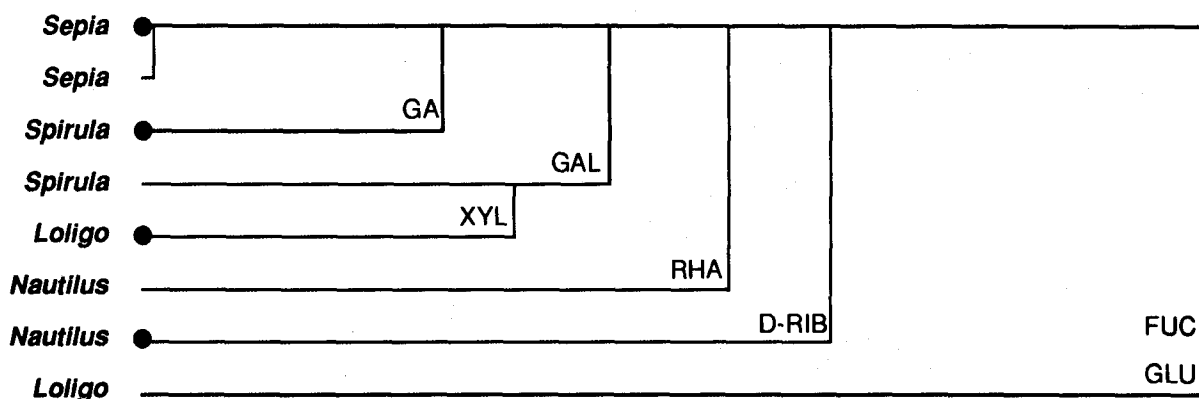 Sepia
Sepia
Spirula GA
Spirula GAL
Loligo XYL
Nautilus RHA
Nautilus D-RIB FUC
Loligo GLU